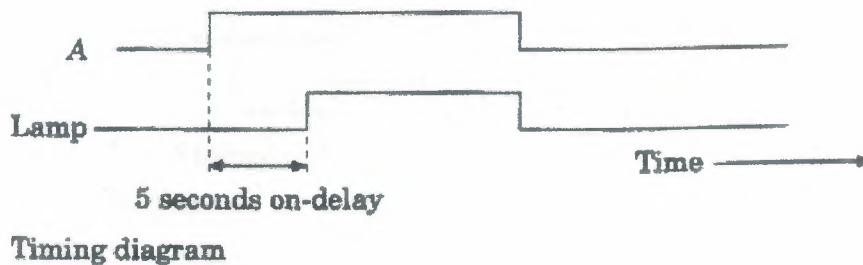 A
Lamp
Time
5 seconds on-delay
Timing diagram